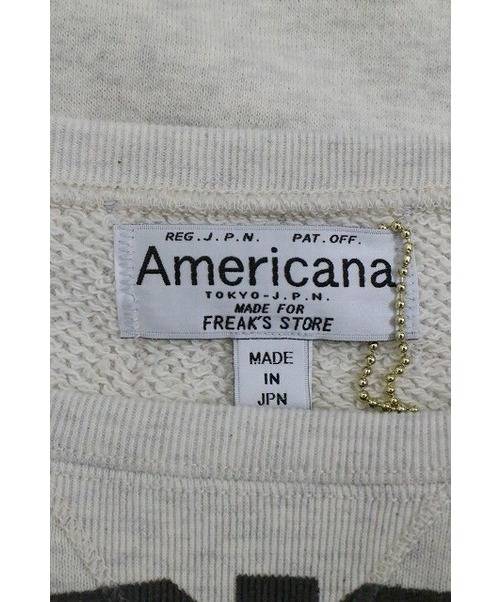 REG.J.P.N. PAT.OFF.
Americana
TOKYO-J.P.N.
MADE FOR
FREAK'S STORE
MADE
IN
JPN